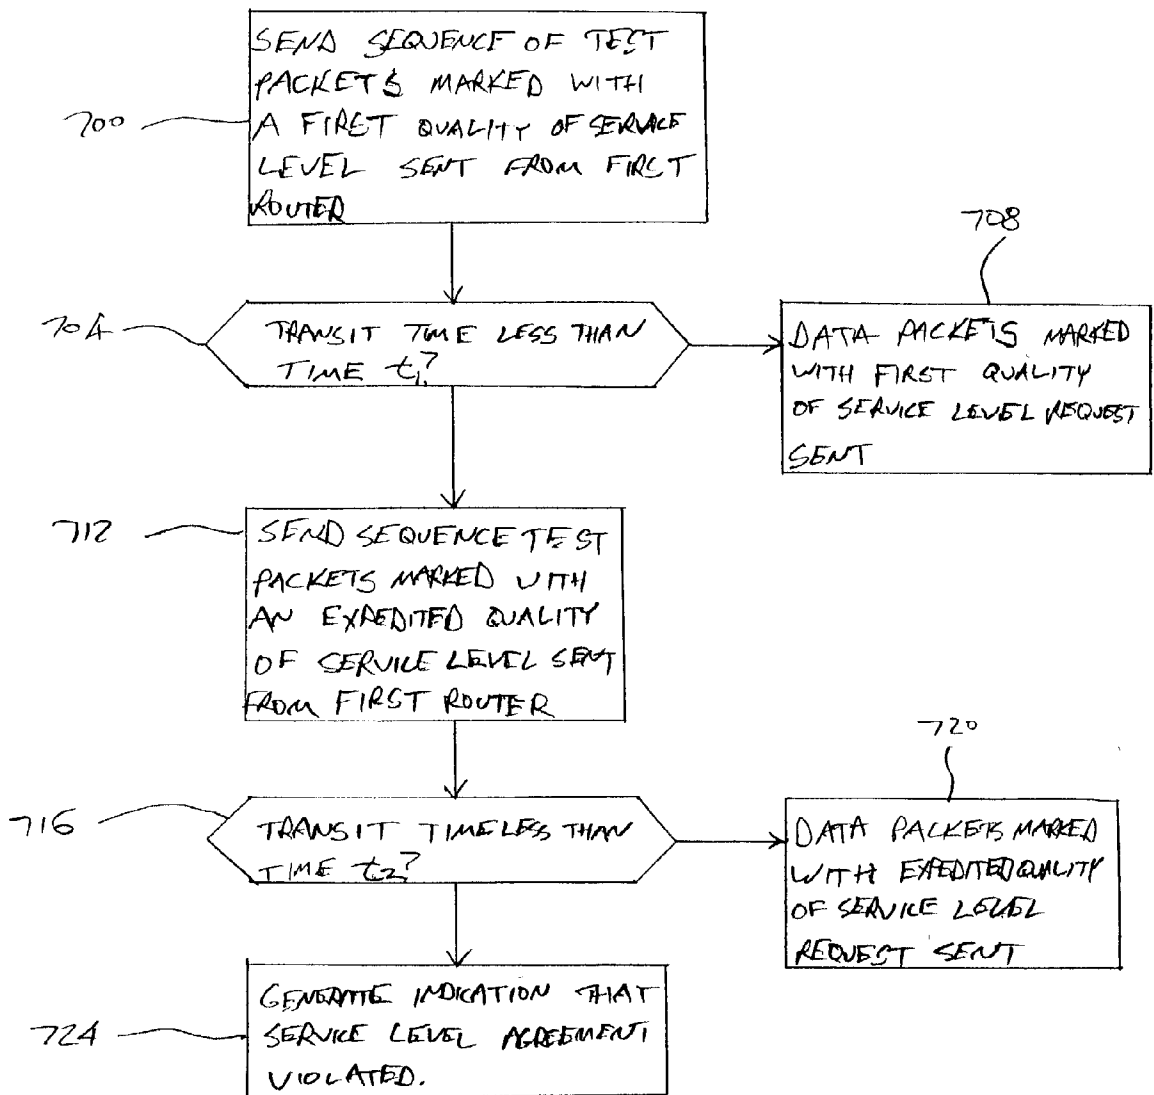 SEND SEQUENCE OF TEST
PACKETS MARKED WITH
A FIRST QUALITY OF SERVICE
LEVEL SENT FROM FIRST
ROUTER
700
708
704
TRANSIT TIME LESS THAN
TIME t1?
DATA PACKETS MARKED
WITH FIRST QUALITY
OF SERVICE LEVEL REQUEST
SENT
712
SEND SEQUENCE TEST
PACKETS MARKED WITH
AN EXPEDITED QUALITY
OF SERVICE LEVEL SENT
FROM FIRST ROUTER
720
716
TRANSIT TIME LESS THAN
TIME t2?
DATA PACKETS MARKED
WITH EXPEDITED QUALITY
OF SERVICE LEVEL
REQUEST SENT
724
GENERATE INDICATION THAT
SERVICE LEVEL AGREEMENT
VIOLATED.